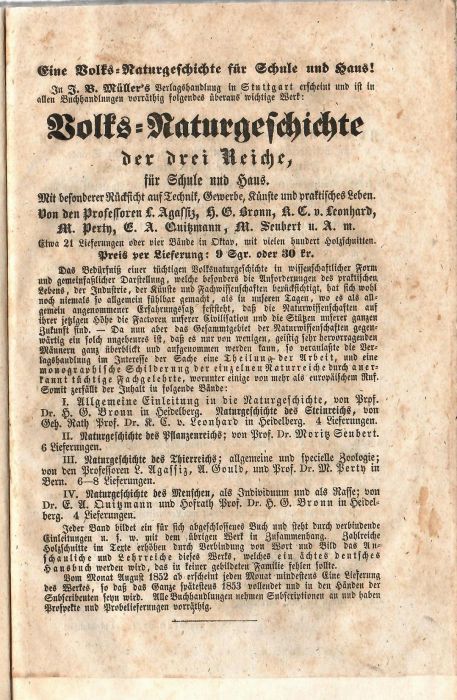 Eine Volks-Naturgeschichte für Schule und Haus!
In J. B. Müller's Verlagshandlung in Stuttgart erscheint und ist in
allen Buchhandlungen vorräthig folgendes überaus wichtige Werk:
Volks-Naturgeschichte
der drei Reiche,
für Schule und Haus.
Mit besonderer Rücksicht auf Technik, Gewerbe, Künste und praktisches Leben.
Von den Professoren L. Agassiz, H. G. Bronn, K. C. v. Leonhard,
M. Perty, E. A. Quitzmann, M. Seubert u. A. m.
Etwa 21 Lieferungen oder vier Bände in Oktav, mit vielen hundert Holzschnitten.
Preis per Lieferung: 9 Sgr. oder 30 kr.
Das Bedürfniß einer tüchtigen Volksnaturgeschichte in wissenschaftlicher Form
und gemeinfaßlicher Darstellung, welche besonders die Anforderungen des praktischen
Lebens, der Industrie, der Künste und Fachwissenschaften berücksichtigt, hat sich wohl
noch niemals so allgemein fühlbar gemacht, als in unseren Tagen, wo es als all-
gemein angenommener Erfahrungssatz feststeht, daß die Naturwissenschaften auf
ihrer jetzigen Höhe die Factoren unserer Civilisation und die Stützen unserer ganzen
Zukunft sind. — Da nun aber das Gesammtgebiet der Naturwissenschaften gegen-
wärtig ein solch ungeheures ist, daß es nur von wenigen, geistig sehr hervorragenden
Männern ganz überblickt und aufgenommen werden kann, so veranlaßte die Ver-
lagshandlung im Interesse der Sache eine Theilung der Arbeit, und eine
monographische Schilderung der einzelnen Naturreiche durch aner-
kannt tüchtige Fachgelehrte, worunter einige von mehr als europäischem Ruf.
Somit zerfällt der Inhalt in folgende Bände:
I. Allgemeine Einleitung in die Naturgeschichte, von Prof.
Dr. H. G. Bronn in Heidelberg. Naturgeschichte des Steinreichs, von
Geh. Rath Prof. Dr. K. C. v. Leonhard in Heidelberg. 4 Lieferungen.
II. Naturgeschichte des Pflanzenreichs; von Prof. Dr. Moritz Seubert.
6 Lieferungen.
III. Naturgeschichte des Thierreichs; allgemeine und specielle Zoologie;
von den Professoren L. Agassiz, A. Gould, und Prof. Dr. M. Perty in
Bern. 6—8 Lieferungen.
IV. Naturgeschichte des Menschen, als Individuum und als Rasse; von
Dr. E. A. Quitzmann und Hofrath Prof. Dr. H. G. Bronn in Heidel-
berg. 4 Lieferungen.
Jeder Band bildet ein für sich abgeschlossenes Buch und steht durch verbindende
Einleitungen u. s. w. mit dem übrigen Werk in Zusammenhang. Zahlreiche
Holzschnitte im Texte erhöhen durch Verbindung von Wort und Bild das An-
schauliche und Lehrreiche dieses Werks, welches ein ächtes deutsches
Hausbuch werden wird, das in keiner gebildeten Familie fehlen sollte.
Vom Monat August 1852 ab erscheint jeden Monat mindestens Eine Lieferung
des Werkes, so daß das Ganze spätestens 1853 vollendet und in den Händen der
Subscribenten seyn wird. Alle Buchhandlungen nehmen Subscriptionen an und haben
Prospekte und Probelieferungen vorräthig.